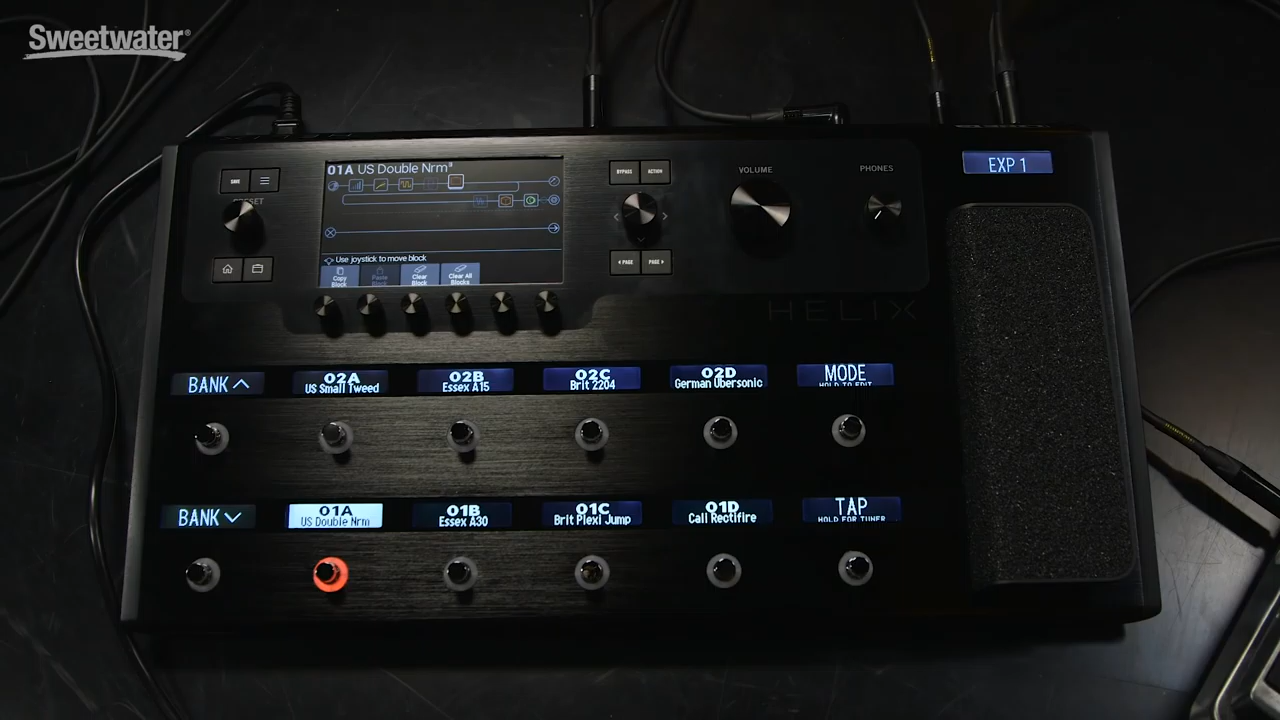 Sweetwater®
EXP 1
01A US Double Nrm
VOLUME
PHONES
SAVE
BYPASS
ACTION
PRESET
Use joystick to move block
Copy Block
Paste Block
Clear Block
Clear All Blocks
PAGE
PAGE
HELIX
BANK
02A
US Small Tweed
02B
Essex A15
02C
Brit 2204
02D
German Ubersonic
MODE
HOLD TO EDIT
BANK
01A
US Double Nrm
01B
Essex A30
01C
Brit Plexi Jump
01D
Cali Rectifire
TAP
HOLD FOR TUNER